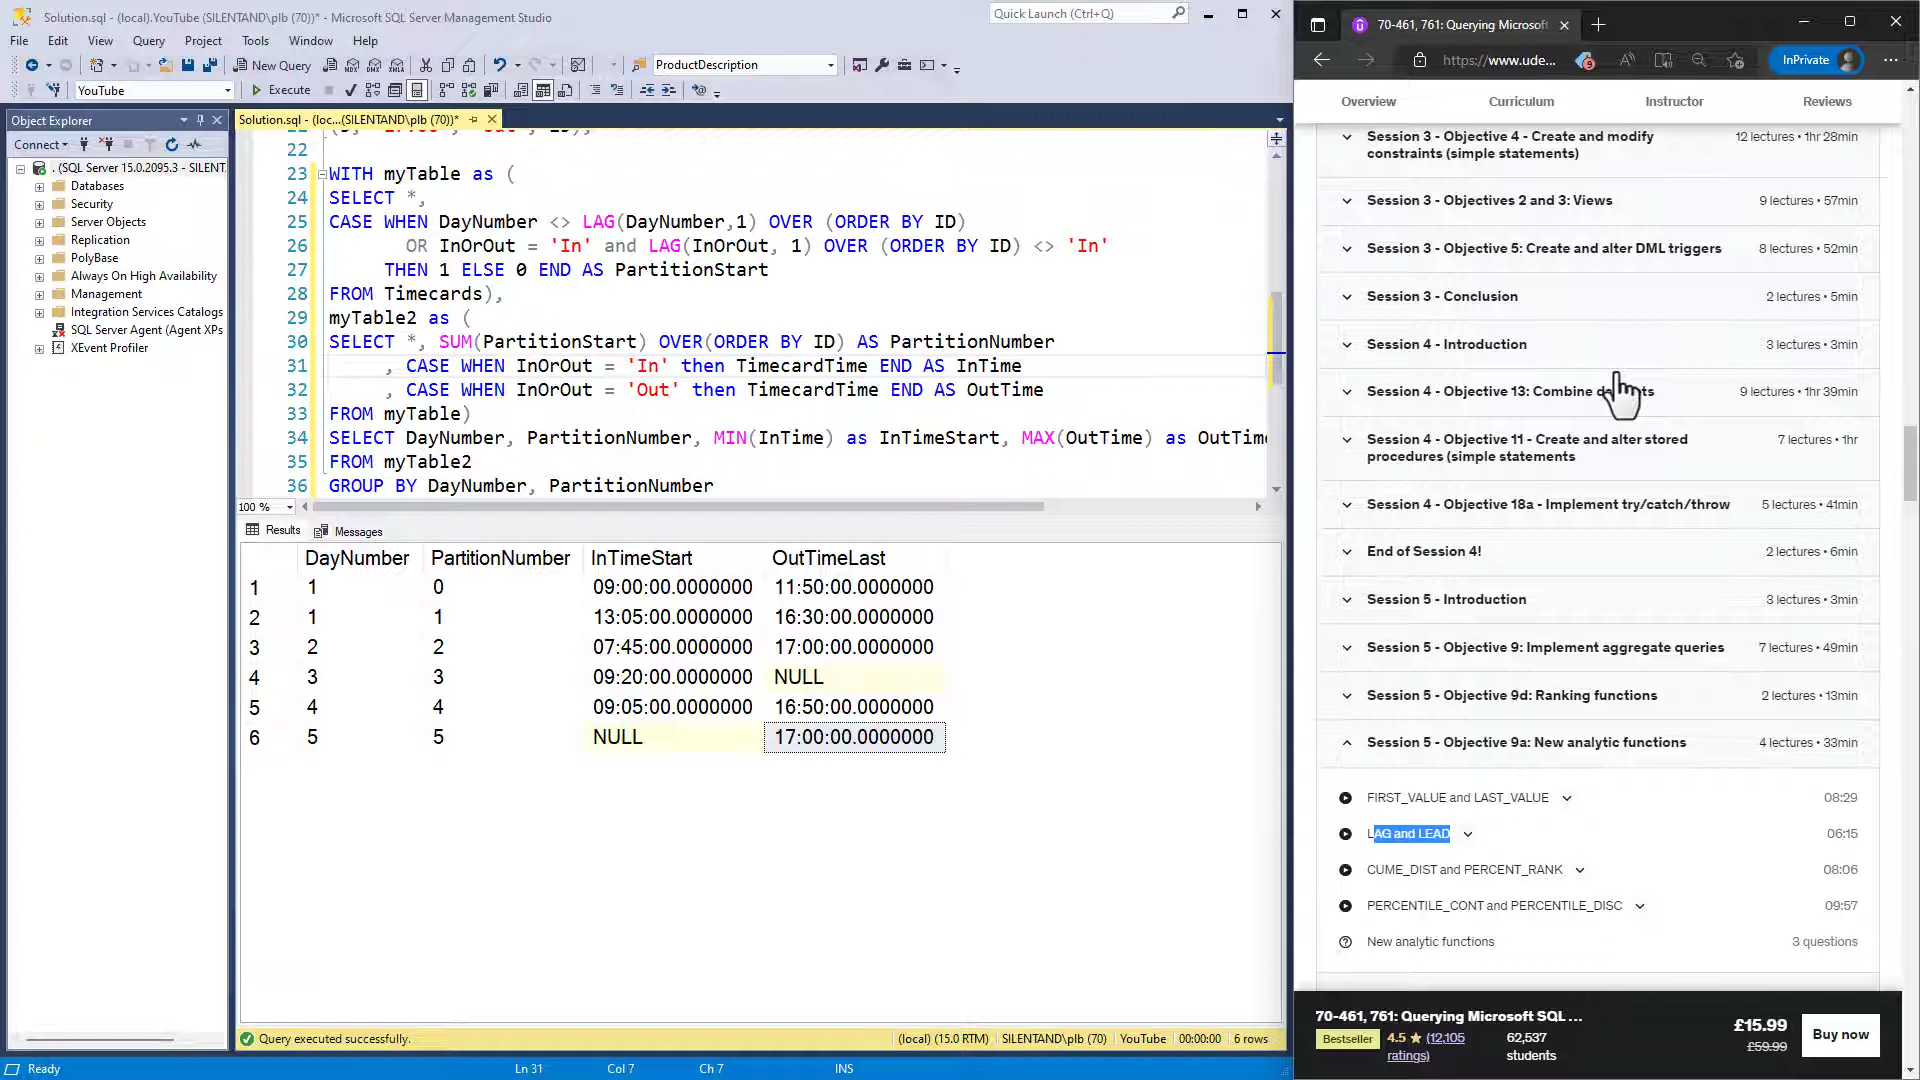 Solution.sql - (local).YouTube (SILENTAND\plb (70))* - Microsoft SQL Server Management Studio
Quick Launch (Ctrl+Q)
File Edit View Query Project Tools Window Help
New Query
MDX DMX XMLA
ProductDescription
YouTube
Execute
Object Explorer
Connect
. (SQL Server 15.0.2095.3 - SILENT
Databases
Security
Server Objects
Replication
PolyBase
Always On High Availability
Management
Integration Services Catalogs
SQL Server Agent (Agent XPs
XEvent Profiler
Solution.sql - (loc...(SILENTAND\plb (70))*
22
23 WITH myTable as (
24 SELECT *,
25 CASE WHEN DayNumber <> LAG(DayNumber,1) OVER (ORDER BY ID)
26 OR InOrOut = 'In' and LAG(InOrOut, 1) OVER (ORDER BY ID) <> 'In'
27 THEN 1 ELSE 0 END AS PartitionStart
28 FROM Timecards),
29 myTable2 as (
30 SELECT *, SUM(PartitionStart) OVER(ORDER BY ID) AS PartitionNumber
31 , CASE WHEN InOrOut = 'In' then TimecardTime END AS InTime
32 , CASE WHEN InOrOut = 'Out' then TimecardTime END AS OutTime
33 FROM myTable)
34 SELECT DayNumber, PartitionNumber, MIN(InTime) as InTimeStart, MAX(OutTime) as OutTime
35 FROM myTable2
36 GROUP BY DayNumber, PartitionNumber
100 %
Results Messages
DayNumber PartitionNumber InTimeStart OutTimeLast
1 1 0 09:00:00.0000000 11:50:00.0000000
2 1 1 13:05:00.0000000 16:30:00.0000000
3 2 2 07:45:00.0000000 17:00:00.0000000
4 3 3 09:20:00.0000000 NULL
5 4 4 09:05:00.0000000 16:50:00.0000000
6 5 5 NULL 17:00:00.0000000
Query executed successfully.
(local) (15.0 RTM) SILENTAND\plb (70) YouTube 00:00:00 6 rows
Ready Ln 31 Col 7 Ch 7 INS
70-461, 761: Querying Microsoft
https://www.ude...
9
InPrivate
Overview Curriculum Instructor Reviews
Session 3 - Objective 4 - Create and modify 12 lectures • 1hr 28min
constraints (simple statements)
Session 3 - Objectives 2 and 3: Views 9 lectures • 57min
Session 3 - Objective 5: Create and alter DML triggers 8 lectures • 52min
Session 3 - Conclusion 2 lectures • 5min
Session 4 - Introduction 3 lectures • 3min
Session 4 - Objective 13: Combine 9 lectures • 1hr 39min
Session 4 - Objective 11 - Create and alter stored 7 lectures • 1hr
procedures (simple statements
Session 4 - Objective 18a - Implement try/catch/throw 5 lectures • 41min
End of Session 4! 2 lectures • 6min
Session 5 - Introduction 3 lectures • 3min
Session 5 - Objective 9: Implement aggregate queries 7 lectures • 49min
Session 5 - Objective 9d: Ranking functions 2 lectures • 13min
Session 5 - Objective 9a: New analytic functions 4 lectures • 33min
FIRST_VALUE and LAST_VALUE 08:29
LAG and LEAD 06:15
CUME_DIST and PERCENT_RANK 08:06
PERCENTILE_CONT and PERCENTILE_DISC 09:57
New analytic functions 3 questions
70-461, 761: Querying Microsoft SQL ...
Bestseller 4.5 (12,105 ratings) 62,537 students
£15.99
£59.99
Buy now